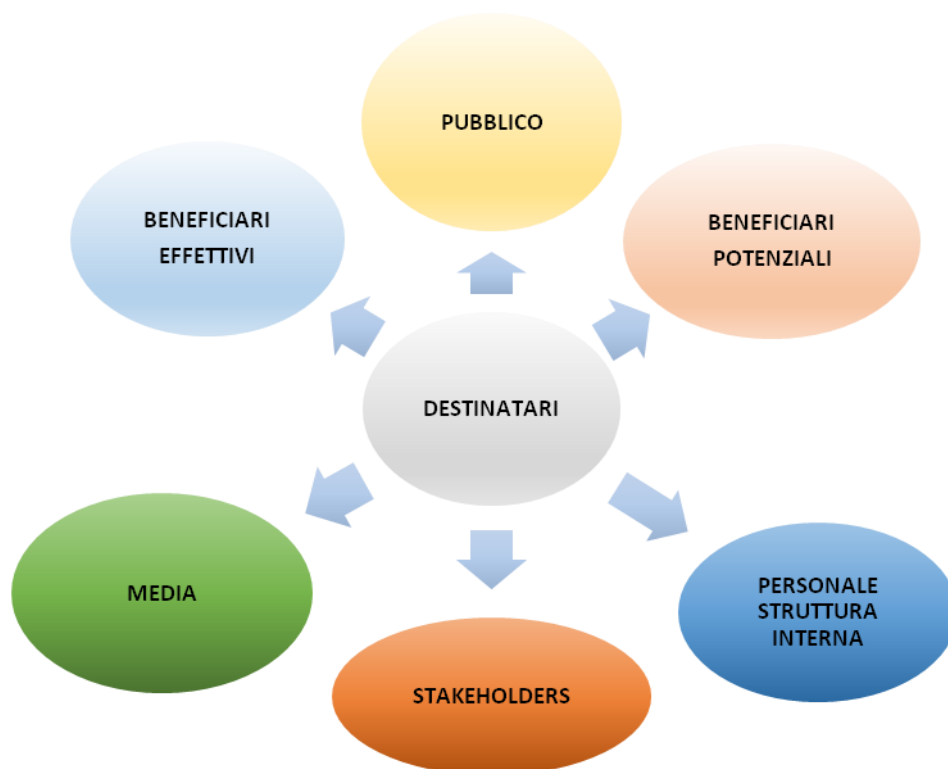 PUBBLICO
BENEFICIARI
EFFETTIVI
BENEFICIARI
POTENZIALI
DESTINATARI
MEDIA
PERSONALE
STRUTTURA
INTERNA
STAKEHOLDERS